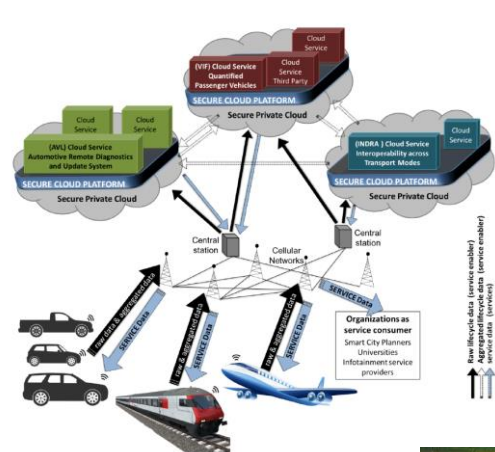 Cloud
Service
(VIF) Cloud Service
Quantified
Passenger Vehicles
Cloud
Service
Third Party
SECURE CLOUD PLATFORM
Secure Private Cloud
Cloud
Service
Cloud
Service
(AVL) Cloud Service
Automotive Remote Diagnostics
and Update System
SECURE CLOUD PLATFORM
Secure Private Cloud
Cloud
Service
(INDRA ) Cloud Service
Interoperability across
Transport Modes
SECURE CLOUD PLATFORM
Secure Private Cloud
Central
station
Cellular
Networks
Central
station
raw data & aggregated data
SERVICE Data
raw & aggregated data
SERVICE Data
raw & aggregated data
SERVICE Data
SERVICE Data
Organizations as
service consumer
Smart City Planners
Universities
Infotainment service
providers
Raw lifecycle data (service enabler)
Aggregated lifecycle data (service enabler)
service data (services)